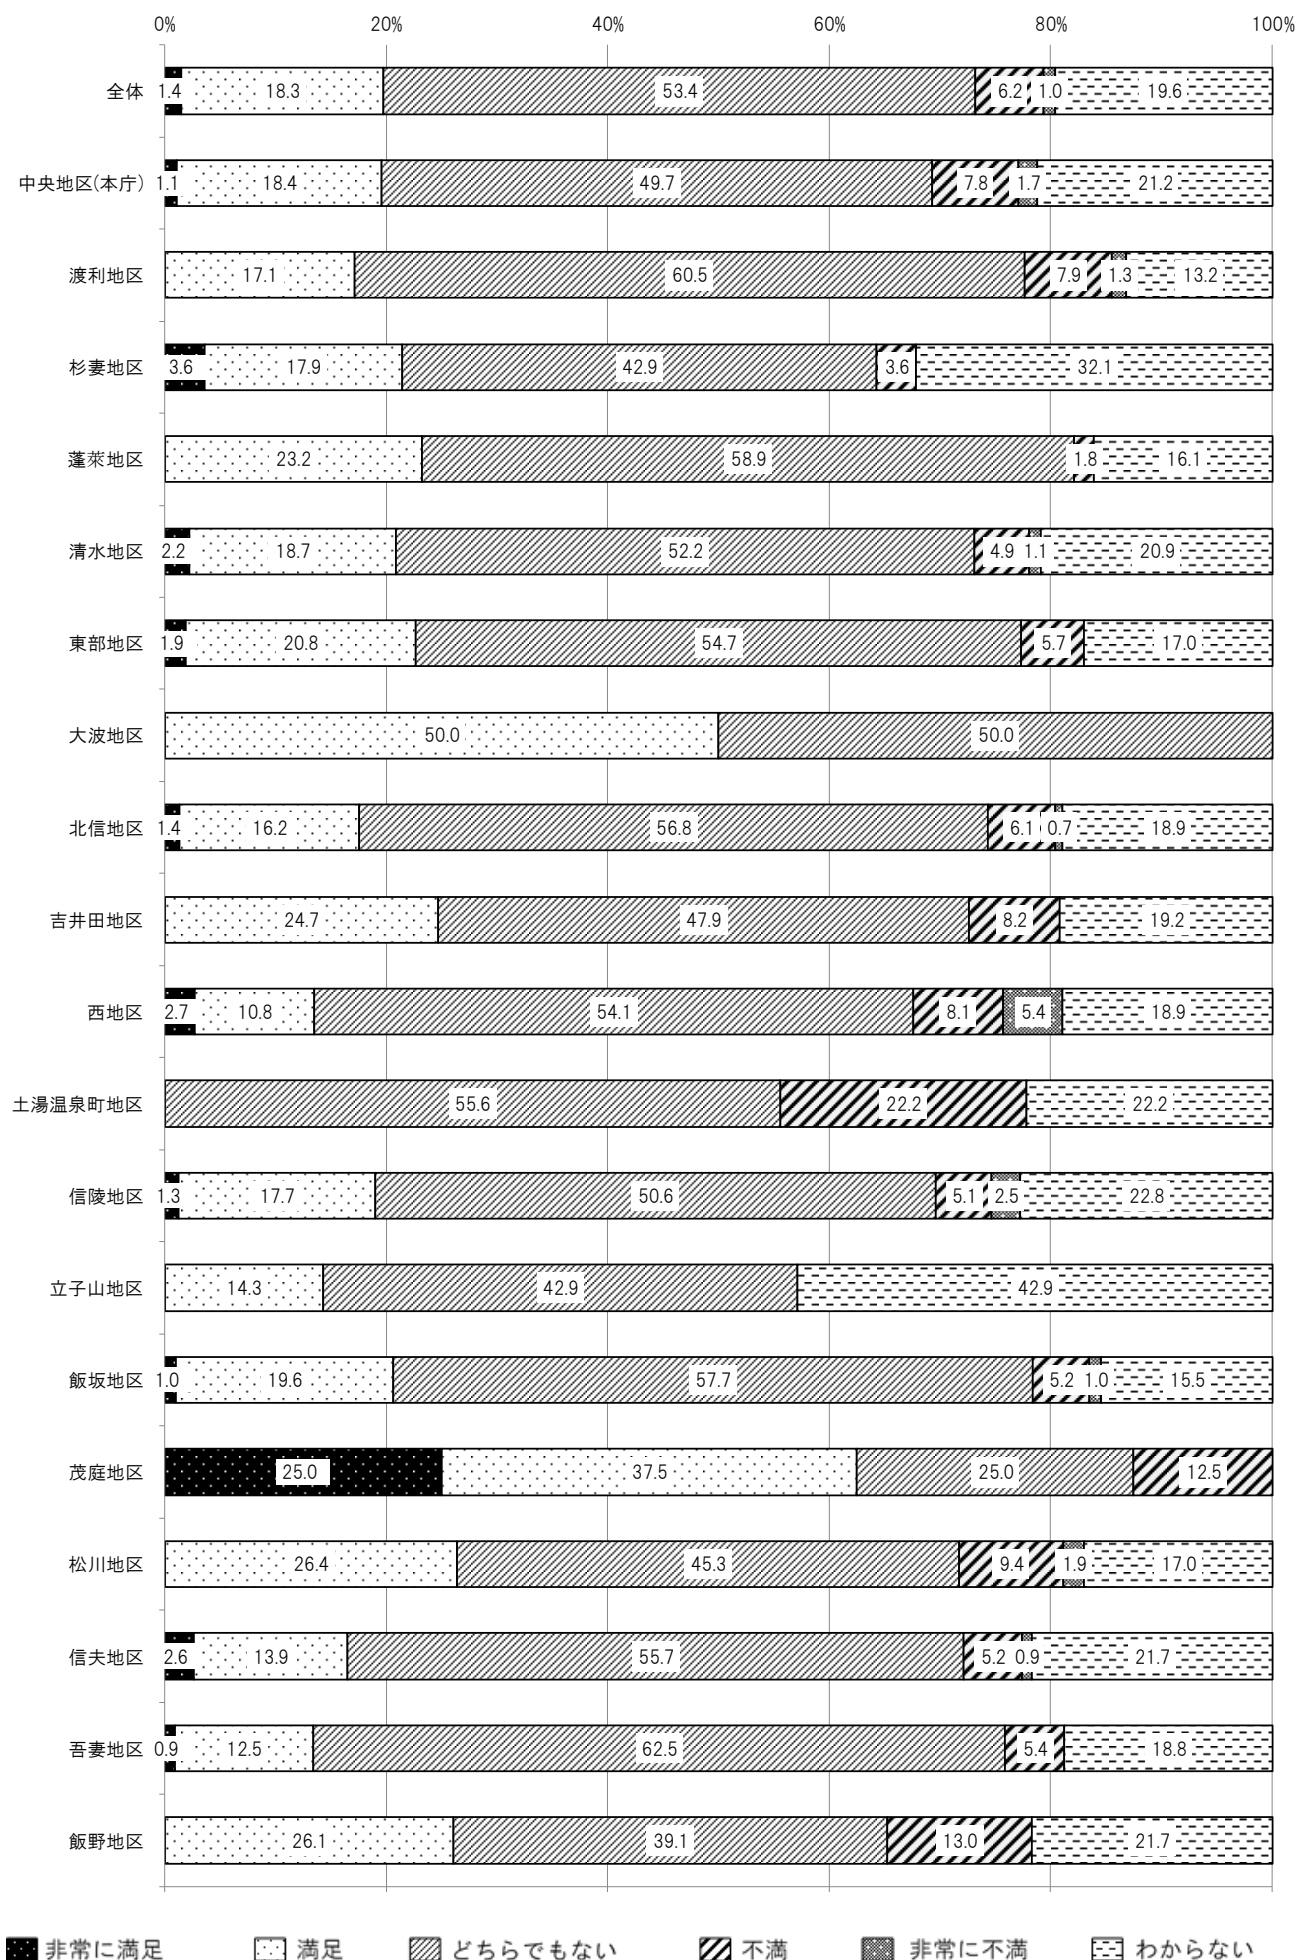 0% 20% 40% 60% 80% 100%
全体 1.4 18.3 53.4 6.2 1.0 19.6
中央地区(本庁) 1.1 18.4 49.7 7.8 1.7 21.2
渡利地区 17.1 60.5 7.9 1.3 13.2
杉妻地区 3.6 17.9 42.9 3.6 32.1
蓬萊地区 23.2 58.9 1.8 16.1
清水地区 2.2 18.7 52.2 4.9 1.1 20.9
東部地区 1.9 20.8 54.7 5.7 17.0
大波地区 50.0 50.0
北信地区 1.4 16.2 56.8 6.1 0.7 18.9
吉井田地区 24.7 47.9 8.2 19.2
西地区 2.7 10.8 54.1 8.1 5.4 18.9
土湯温泉町地区 55.6 22.2 22.2
信陵地区 1.3 17.7 50.6 5.1 2.5 22.8
立子山地区 14.3 42.9 42.9
飯坂地区 1.0 19.6 57.7 5.2 1.0 15.5
茂庭地区 25.0 37.5 25.0 12.5
松川地区 26.4 45.3 9.4 1.9 17.0
信夫地区 2.6 13.9 55.7 5.2 0.9 21.7
吾妻地区 0.9 12.5 62.5 5.4 18.8
飯野地区 26.1 39.1 13.0 21.7
非常に満足 満足 どちらでもない 不満 非常に不満 わからない